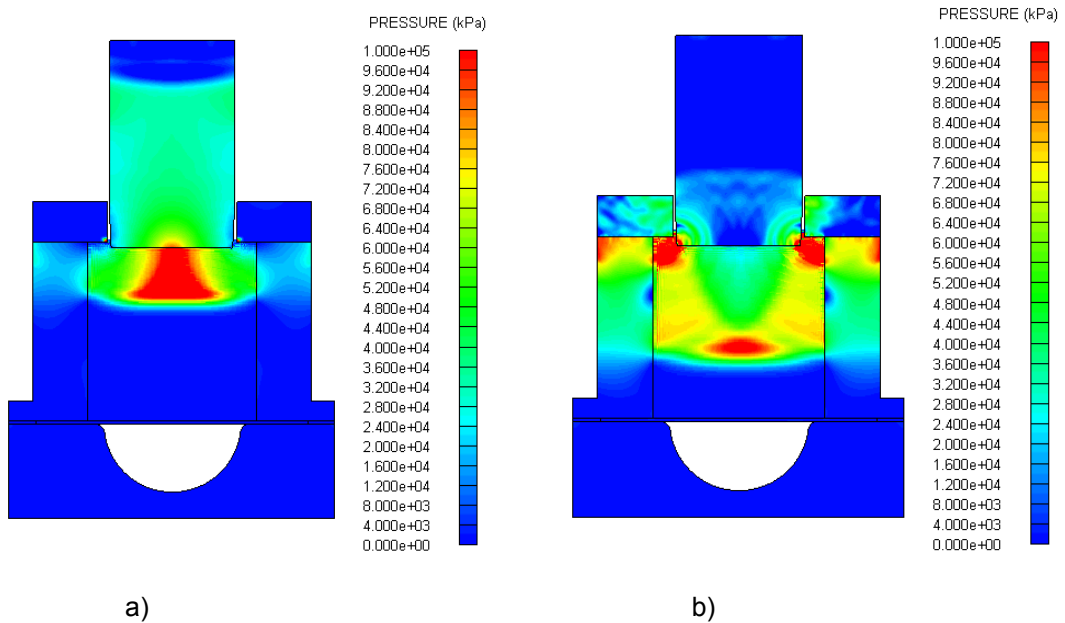 PRESSURE (kPa)
1.000e+05
9.600e+04
9.200e+04
8.800e+04
8.400e+04
8.000e+04
7.600e+04
7.200e+04
6.800e+04
6.400e+04
6.000e+04
5.600e+04
5.200e+04
4.800e+04
4.400e+04
4.000e+04
3.600e+04
3.200e+04
2.800e+04
2.400e+04
2.000e+04
1.600e+04
1.200e+04
8.000e+03
4.000e+03
0.000e+00
a)
PRESSURE (kPa)
1.000e+05
9.600e+04
9.200e+04
8.800e+04
8.400e+04
8.000e+04
7.600e+04
7.200e+04
6.800e+04
6.400e+04
6.000e+04
5.600e+04
5.200e+04
4.800e+04
4.400e+04
4.000e+04
3.600e+04
3.200e+04
2.800e+04
2.400e+04
2.000e+04
1.600e+04
1.200e+04
8.000e+03
4.000e+03
0.000e+00
b)